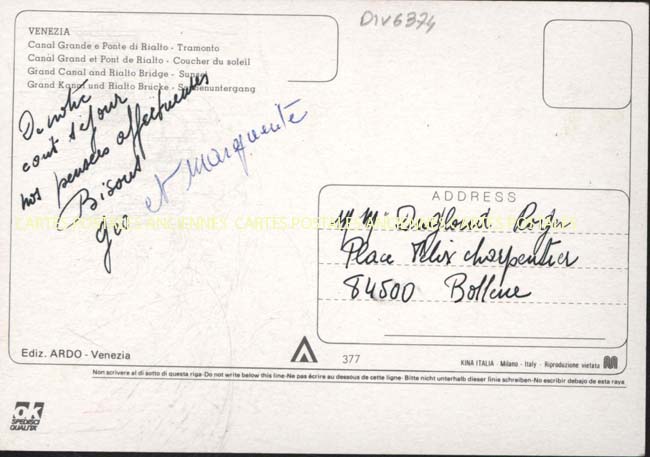 Div6374
VENEZIA
Canal Grande e Ponte di Rialto - Tramonto
Canal Grand et Pont de Rialto - Coucher du soleil
Grand Canal and Rialto Bridge - Sunset
Grand Kanal und Rialto Brücke - Sonnenuntergang
De notre
court séjour
nos pensées affectueuses
Bisous
et Marguerite
CARTES POSTALES ANCIENNES CARTES POSTALES ANCIENNES CARTES POSTALES
ADDRESS
Roger
Place Félix charpentier
84500 Bollène
Ediz. ARDO - Venezia
377
KINA ITALIA - Milano - Italy - Riproduzione vietata
Non scrivere al di sotto di questa riga-Do not write below this line-Ne pas écrire au dessous de cette ligne-Bitte nicht unterhalb dieser linie schreiben-No escribir debajo de esta raya
ok
SPEDISCI
QUALITÀ